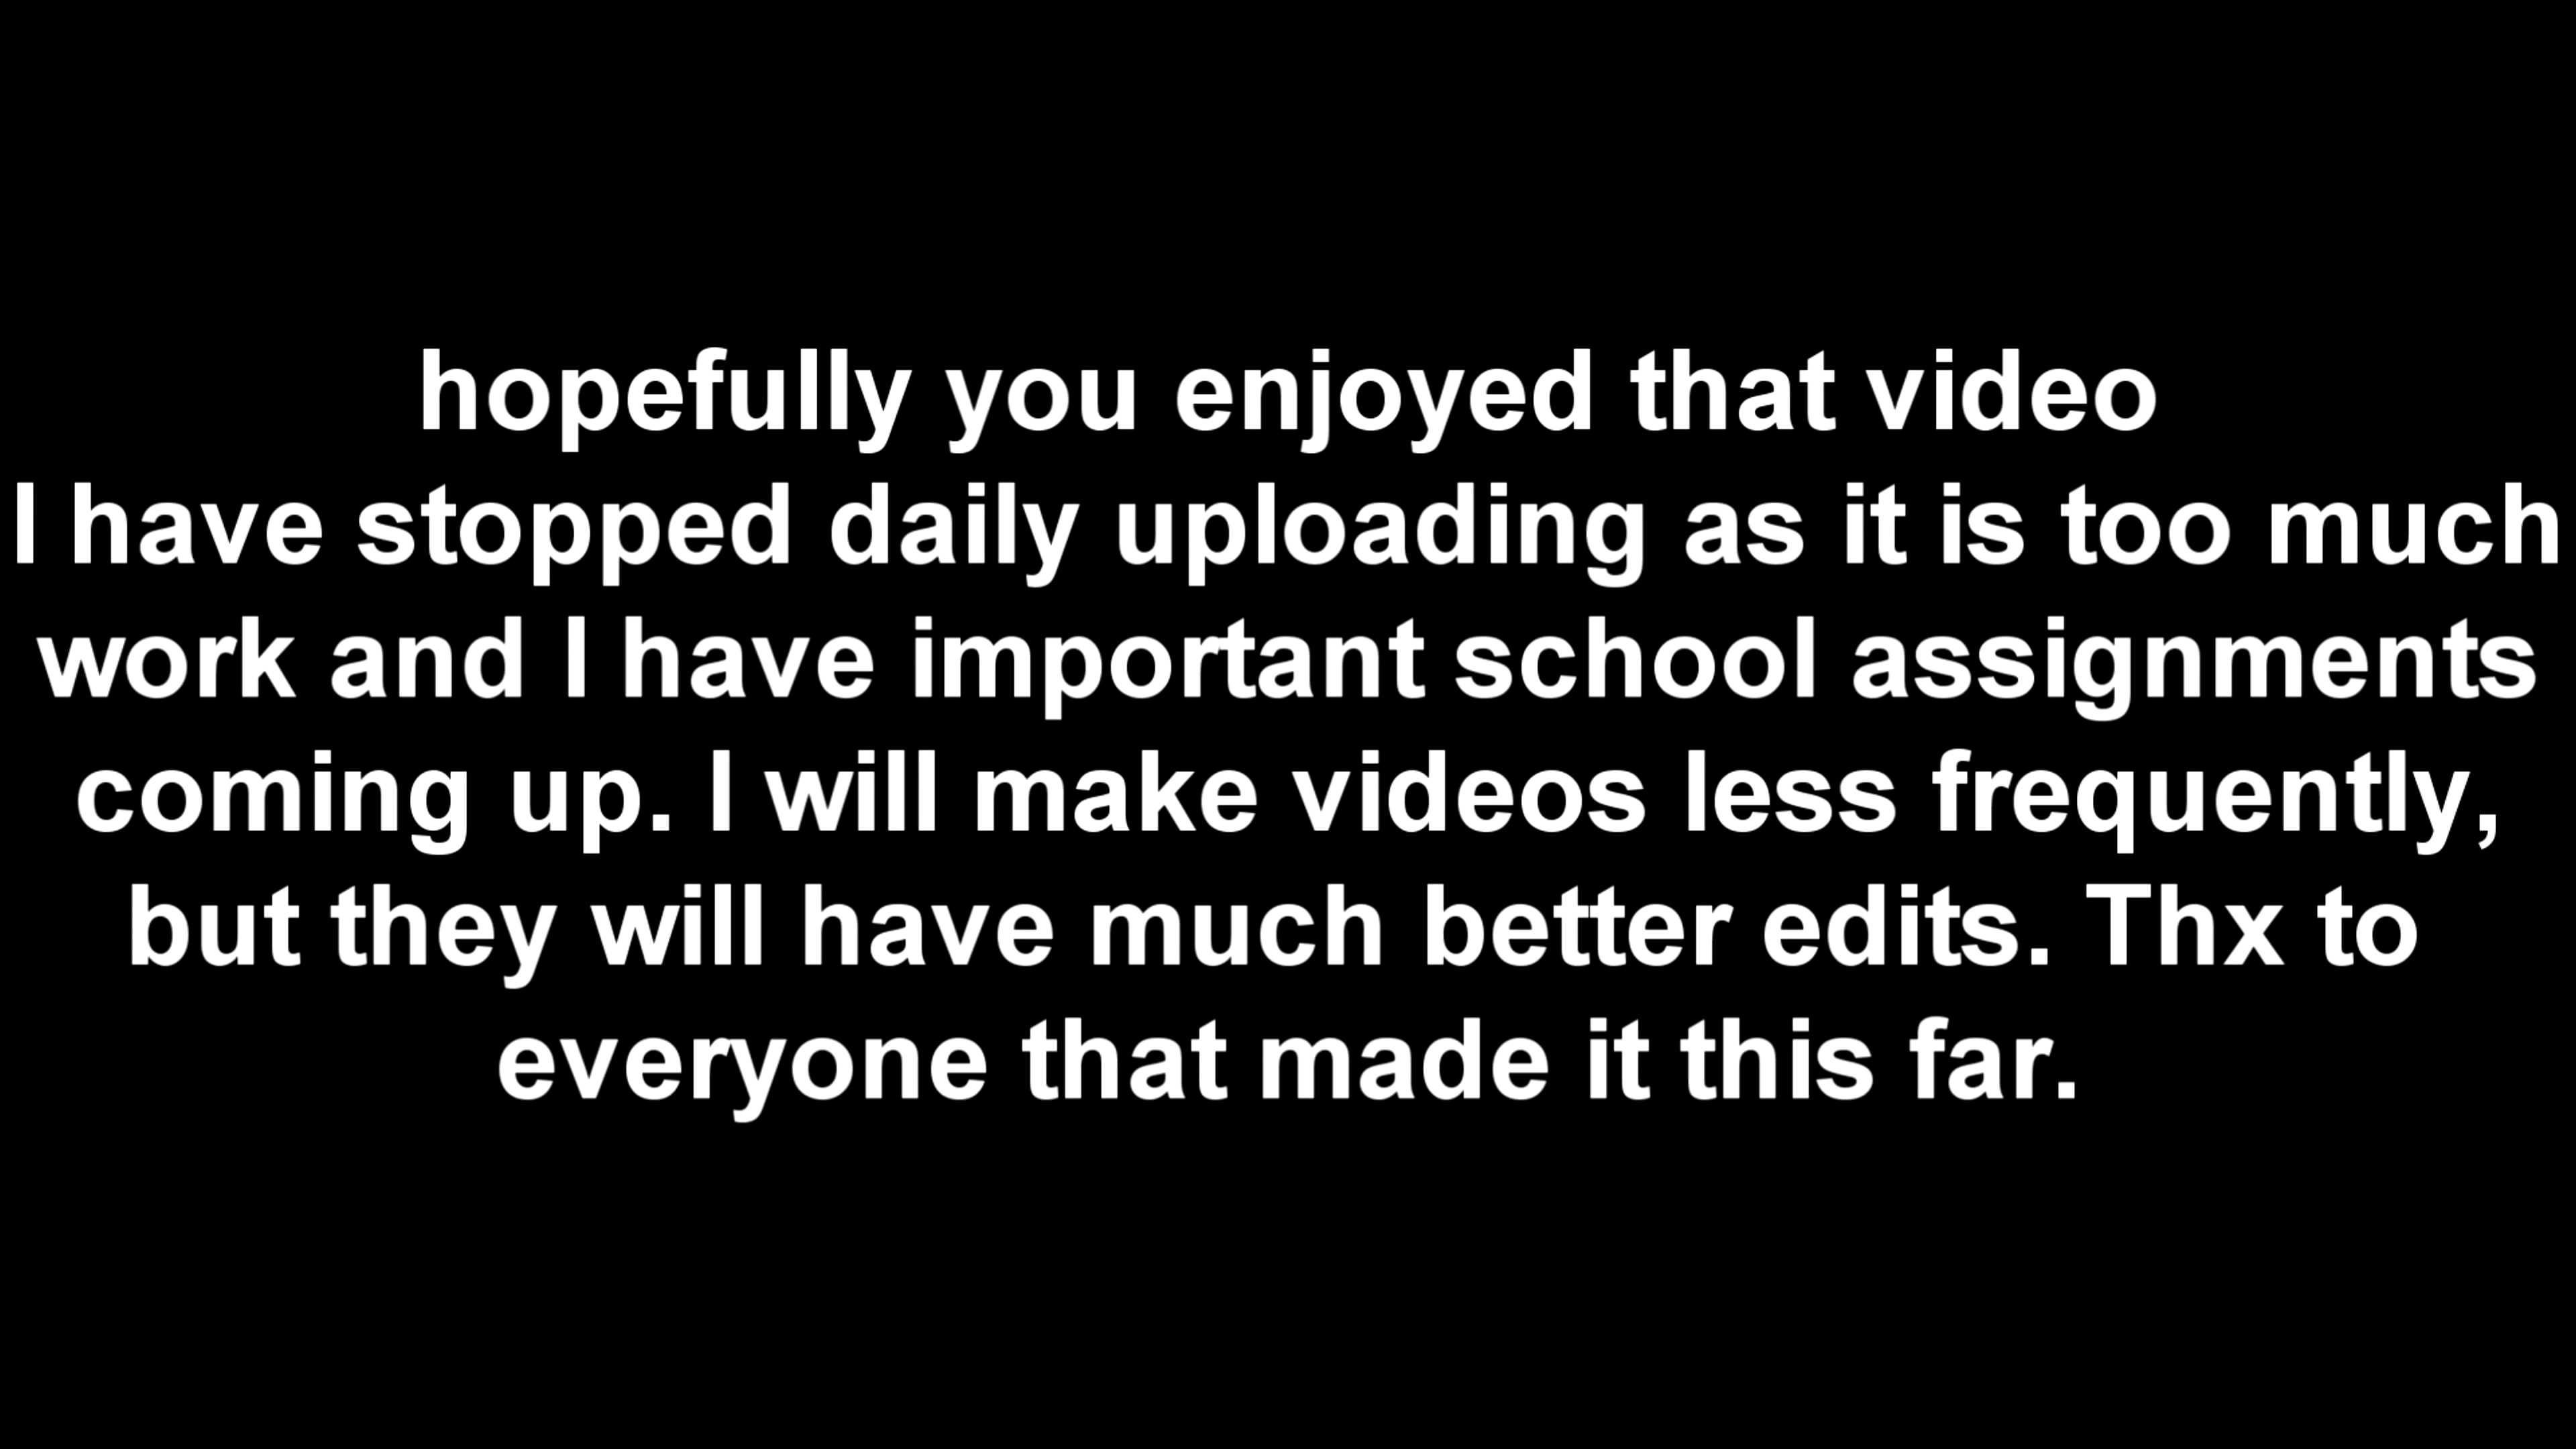 hopefully you enjoyed that video
I have stopped daily uploading as it is too much
work and I have important school assignments
coming up. I will make videos less frequently,
but they will have much better edits. Thx to
everyone that made it this far.